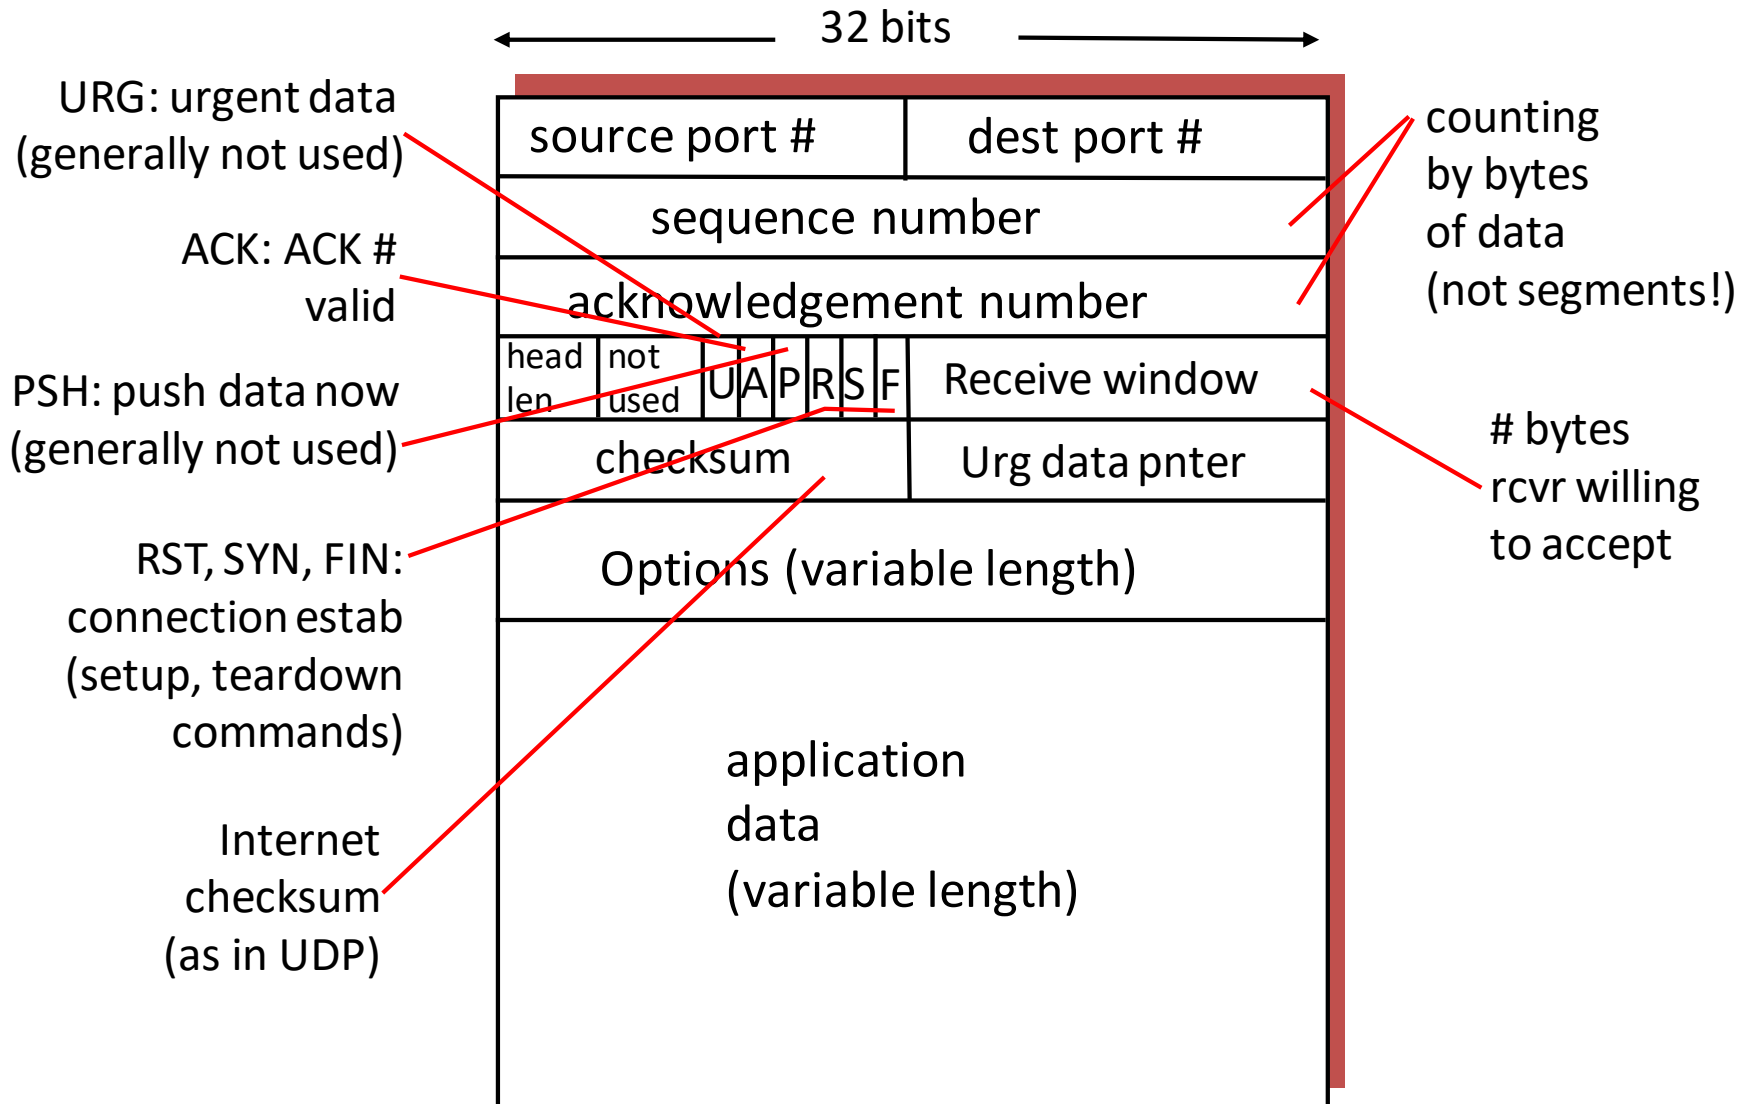 32 bits
URG: urgent data
(generally not used)
ACK: ACK #
valid
PSH: push data now
(generally not used)
RST, SYN, FIN:
connection estab
(setup, teardown
commands)
Internet
checksum
(as in UDP)
source port #
dest port #
sequence number
acknowledgement number
head
len
not
used
U
A
P
R
S
F
Receive window
checksum
Urg data pnter
Options (variable length)
application
data
(variable length)
counting
by bytes
of data
(not segments!)
# bytes
rcvr willing
to accept